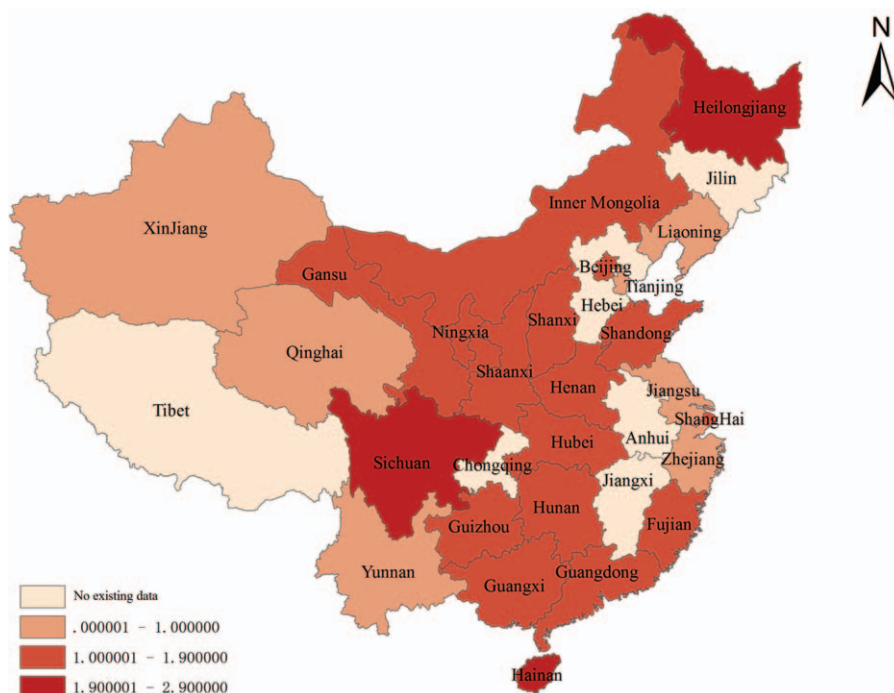 N
Heilongjiang
Jilin
Inner Mongolia
Liaoning
XinJiang
Beijing
Gansu
Tianjing
Hebei
Shanxi
Ningxia
Shandong
Qinghai
Shaanxi
Henan
Jiangsu
Tibet
ShangHai
Hubei
Anhui
Sichuan
Chongqing
Zhejiang
Jiangxi
Hunan
Guizhou
Fujian
Yunnan
Guangxi
Guangdong
Hainan
No existing data
.000001 - 1.000000
1.000001 - 1.900000
1.900001 - 2.900000